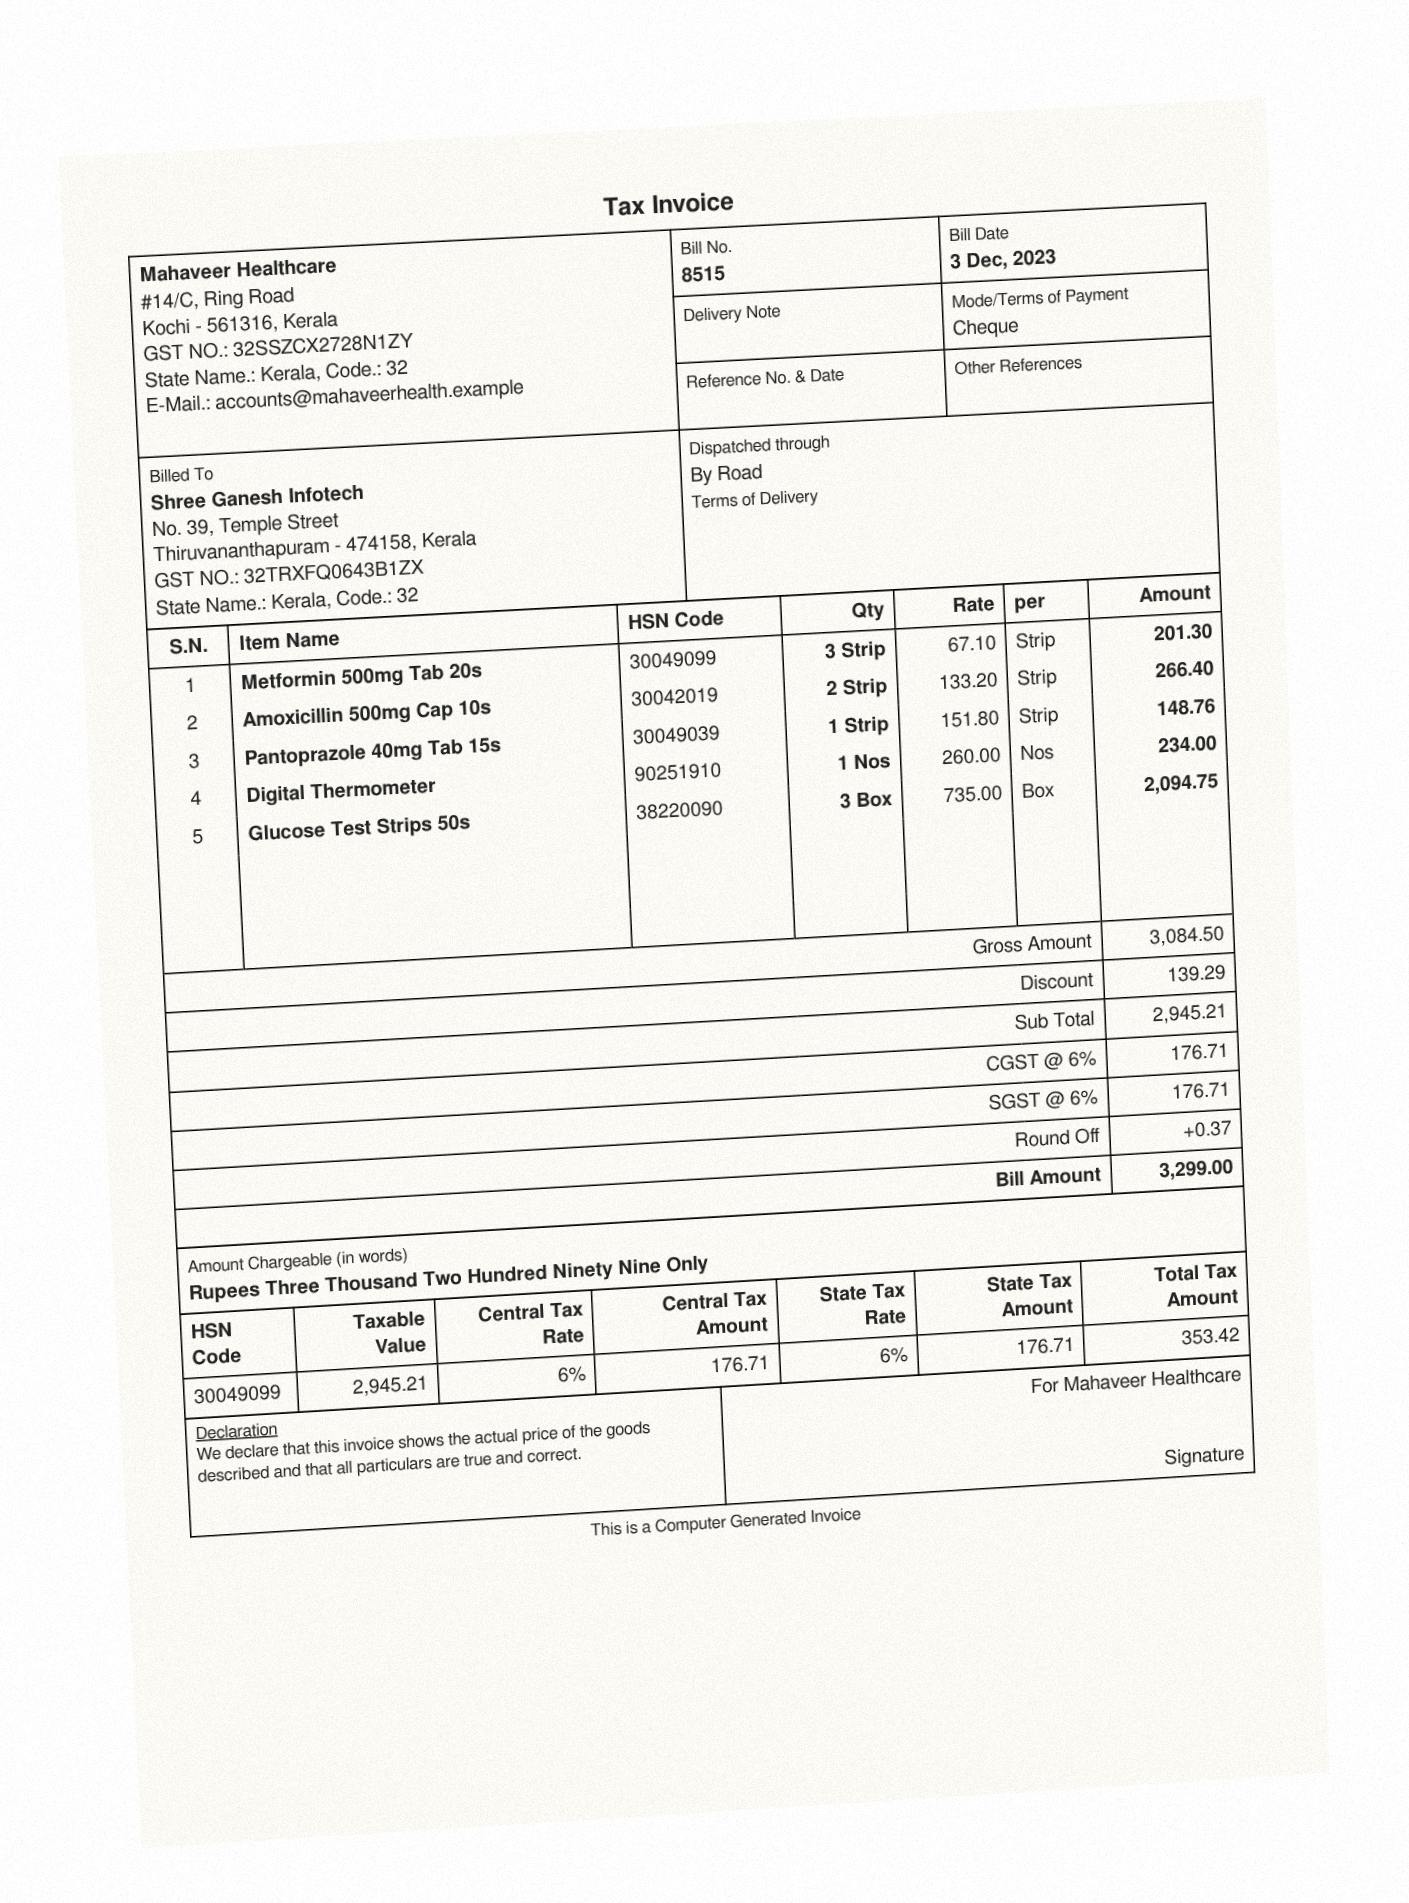 Tax Invoice
Mahaveer Healthcare
#14/C, Ring Road
Kochi - 561316, Kerala
GST NO.: 32SSZCX2728N1ZY
State Name.: Kerala, Code.: 32
E-Mail.: accounts@mahaveerhealth.example
Bill No.
8515
Bill Date
3 Dec, 2023
Delivery Note
Mode/Terms of Payment
Cheque
Reference No. & Date
Other References
Billed To
Shree Ganesh Infotech
No. 39, Temple Street
Thiruvananthapuram - 474158, Kerala
GST NO.: 32TRXFQ0643B1ZX
State Name.: Kerala, Code.: 32
Dispatched through
By Road
Terms of Delivery
S.N. Item Name HSN Code Qty Rate per Amount
1 Metformin 500mg Tab 20s 30049099 3 Strip 67.10 Strip 201.30
2 Amoxicillin 500mg Cap 10s 30042019 2 Strip 133.20 Strip 266.40
3 Pantoprazole 40mg Tab 15s 30049039 1 Strip 151.80 Strip 148.76
4 Digital Thermometer 90251910 1 Nos 260.00 Nos 234.00
5 Glucose Test Strips 50s 38220090 3 Box 735.00 Box 2,094.75
Gross Amount 3,084.50
Discount 139.29
Sub Total 2,945.21
CGST @ 6% 176.71
SGST @ 6% 176.71
Round Off +0.37
Bill Amount 3,299.00
Amount Chargeable (in words)
Rupees Three Thousand Two Hundred Ninety Nine Only
HSN Code Taxable Value Central Tax Rate Central Tax Amount State Tax Rate State Tax Amount Total Tax Amount
30049099 2,945.21 6% 176.71 6% 176.71 353.42
Declaration
We declare that this invoice shows the actual price of the goods
described and that all particulars are true and correct.
For Mahaveer Healthcare
Signature
This is a Computer Generated Invoice